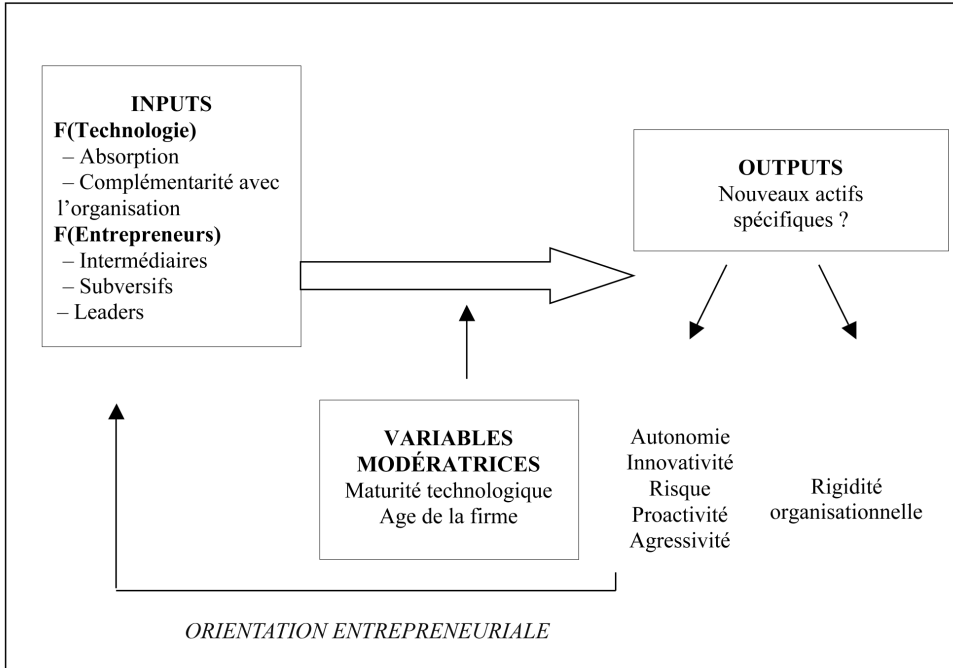 INPUTS
F(Technologie)
– Absorption
– Complémentarité avec
l’organisation
F(Entrepreneurs)
– Intermédiaires
– Subversifs
– Leaders
OUTPUTS
Nouveaux actifs
spécifiques ?
VARIABLES
MODÉRATRICES
Maturité technologique
Age de la firme
Autonomie
Innovativité
Risque
Proactivité
Agressivité
Rigidité
organisationnelle
ORIENTATION ENTREPRENEURIALE